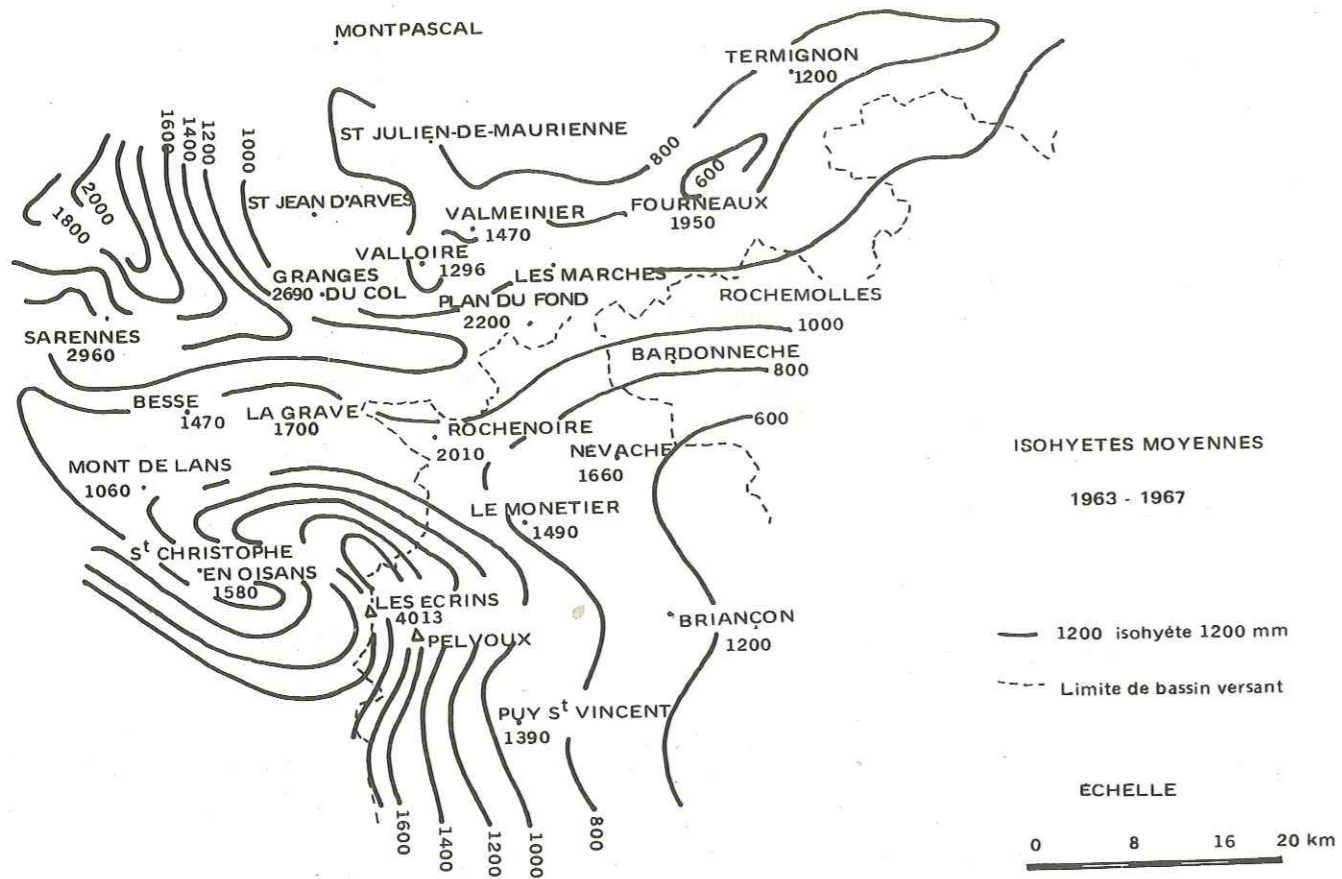 MONTPASCAL
TERMIGNON
1200
ST JULIEN-DE-MAURIENNE
800
600
1600
1400
1200
1000
2000
1800
ST JEAN D'ARVES
FOURNEAUX
1950
VALMEINIER
1470
VALLOIRE
1296
GRANGES
2690 DU COL
LES MARCHES
PLAN DU FOND
2200
ROCHEMOLLES
1000
SARENNES
2960
BARDONNECHE
800
BESSE
1470
LA GRAVE
1700
ROCHENOIRE
2010
600
NEVACHE
1660
MONT DE LANS
1060
LE MONETIER
1490
St CHRISTOPHE
EN OISANS
1580
LES ECRINS
4013
PELVOUX
BRIANÇON
1200
PUY St VINCENT
1390
1600
1400
1200
1000
800
ISOHYETES MOYENNES
1963 - 1967
1200 isohyéte 1200 mm
Limite de bassin versant
ÉCHELLE
0 8 16 20 km